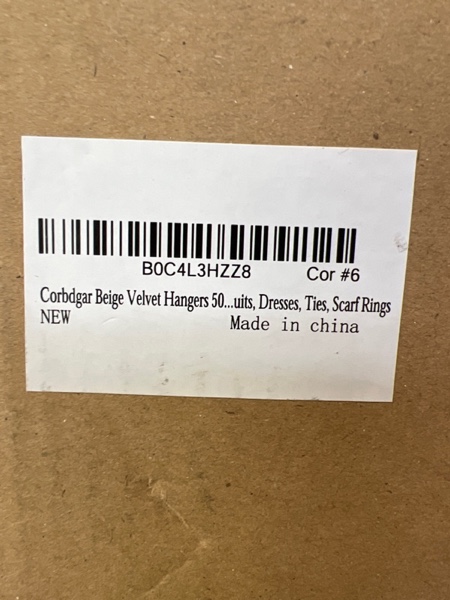 B0C4L3HZZ8 Cor #6
Corbdgar Beige Velvet Hangers 50...uits, Dresses, Ties, Scarf Rings
NEW Made in china